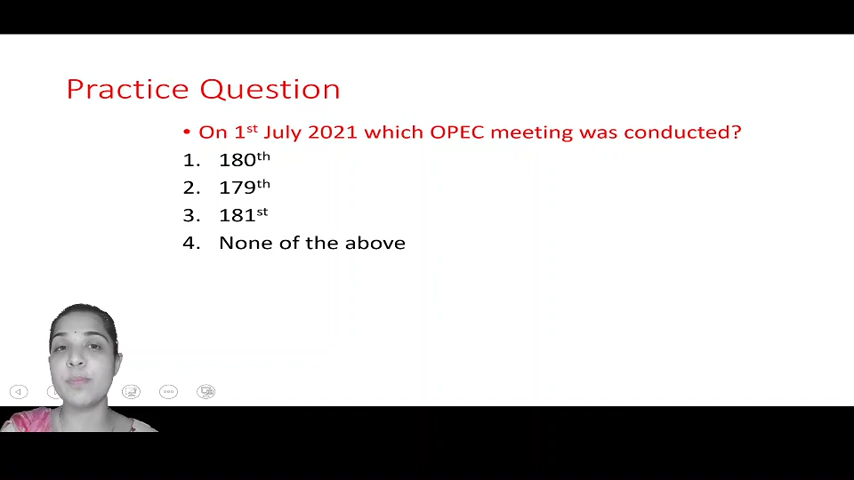 Practice Question
• On 1st July 2021 which OPEC meeting was conducted?
1. 180th
2. 179th
3. 181st
4. None of the above